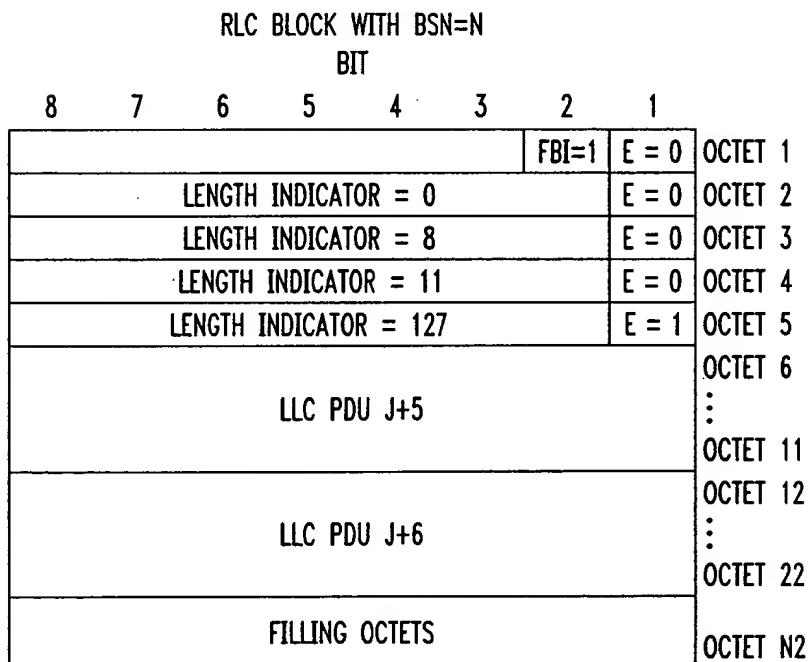 RLC BLOCK WITH BSN=N
BIT
8 7 6 5 4 3 2 1
FBI=1 E = 0 OCTET 1
LENGTH INDICATOR = 0 E = 0 OCTET 2
LENGTH INDICATOR = 8 E = 0 OCTET 3
LENGTH INDICATOR = 11 E = 0 OCTET 4
LENGTH INDICATOR = 127 E = 1 OCTET 5
OCTET 6
LLC PDU J+5
OCTET 11
OCTET 12
LLC PDU J+6
OCTET 22
FILLING OCTETS
OCTET N2